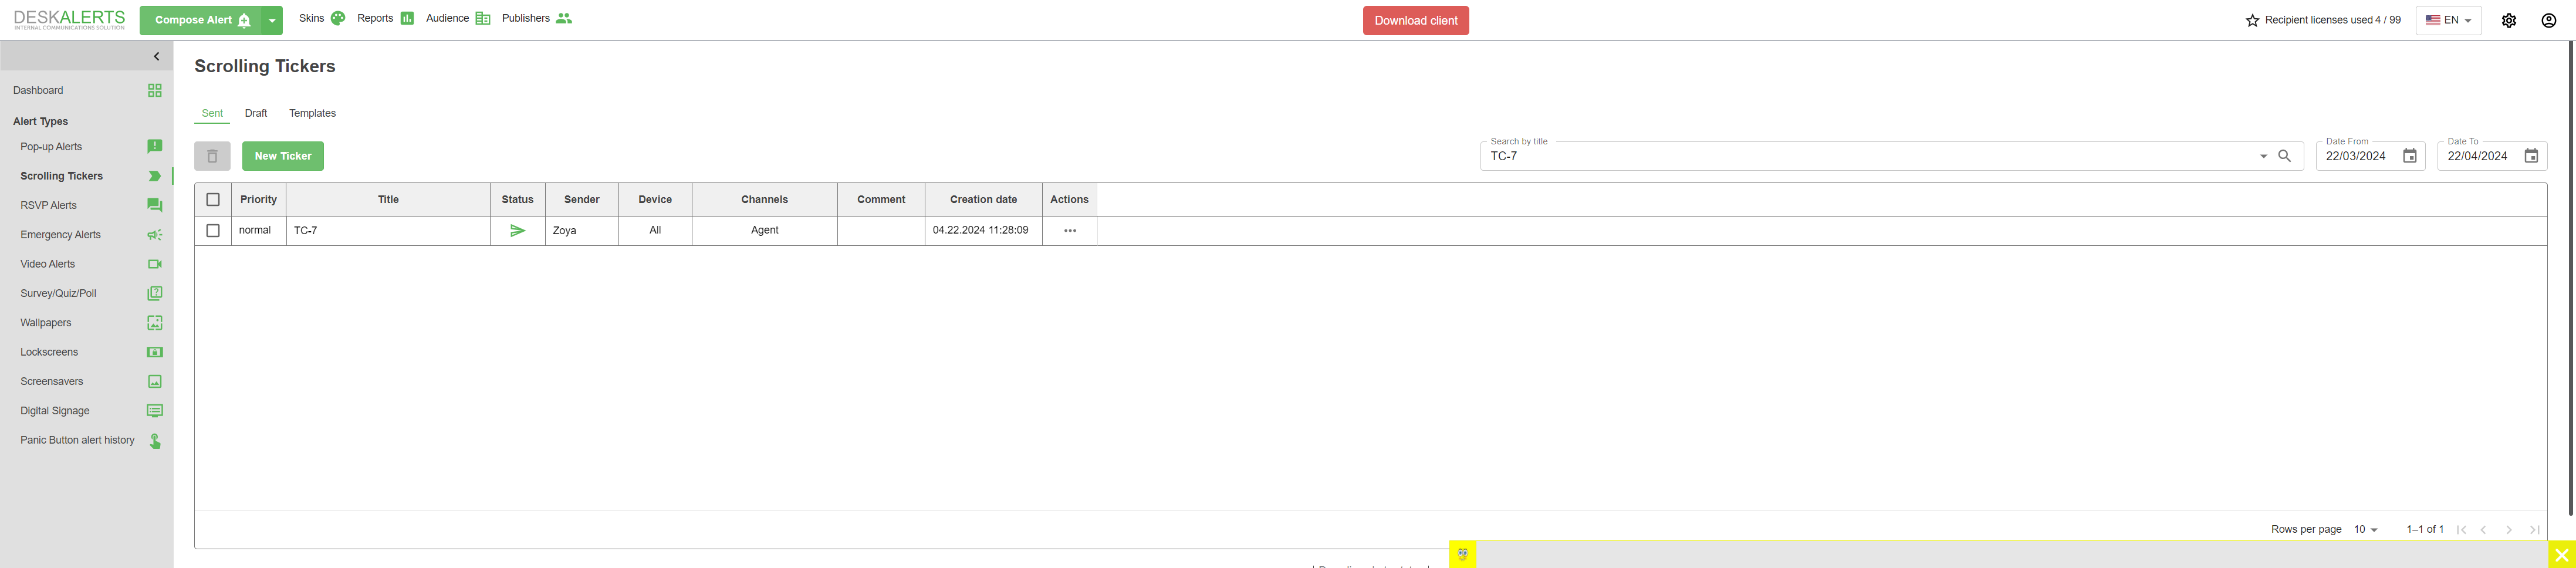 DESKALERTS
INTERNAL COMMUNICATIONS SOLUTION
Compose Alert
Skins
Reports
Audience
Publishers
Download client
Recipient licenses used 4 / 99
EN
Dashboard
Alert Types
Pop-up Alerts
Scrolling Tickers
RSVP Alerts
Emergency Alerts
Video Alerts
Survey/Quiz/Poll
Wallpapers
Lockscreens
Screensavers
Digital Signage
Panic Button alert history
Scrolling Tickers
Sent Draft Templates
New Ticker
Search by title
TC-7
Date From
22/03/2024
Date To
22/04/2024
Priority Title Status Sender Device Channels Comment Creation date Actions
normal TC-7 Zoya All Agent 04.22.2024 11:28:09
Rows per page 10 1–1 of 1